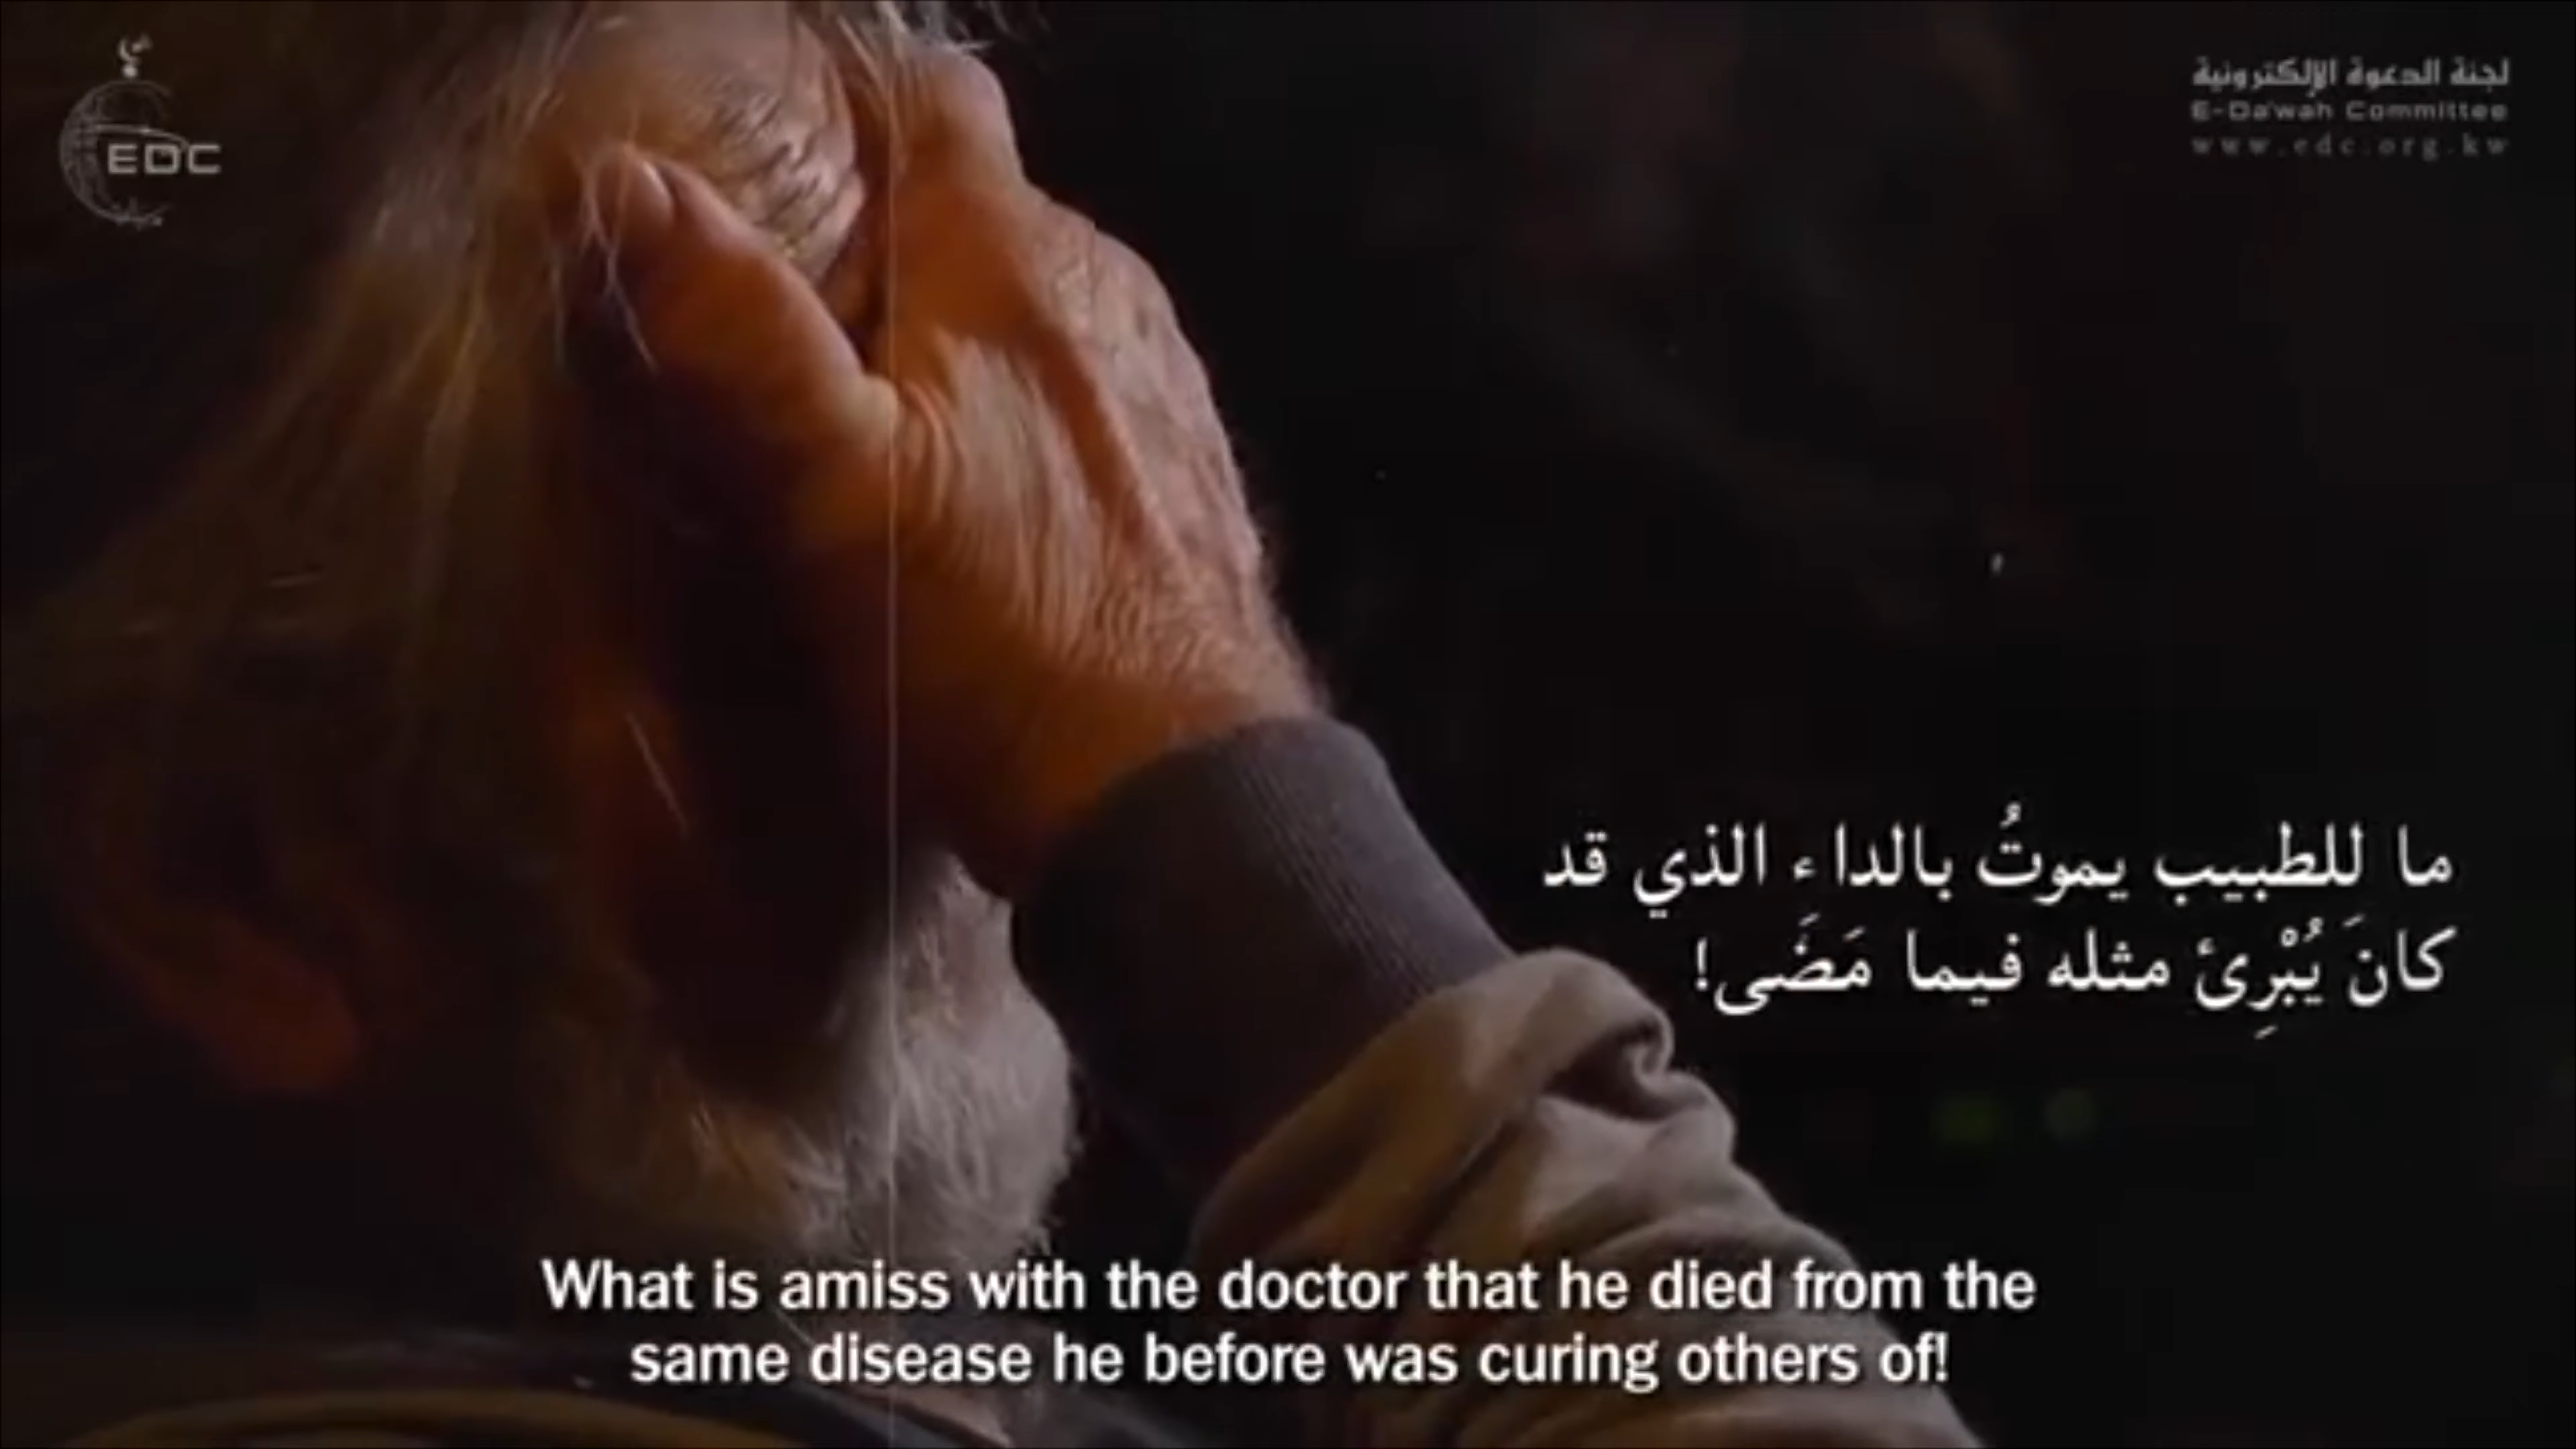 EDC
لجنة الدعوة الإلكترونية
E-Da'wah Committee
www.edc.org.kw
ما للطبيب يموتُ بالداء الذي قد
كانَ يُبْرِئ مثله فيما مَضَى!
What is amiss with the doctor that he died from the
same disease he before was curing others of!